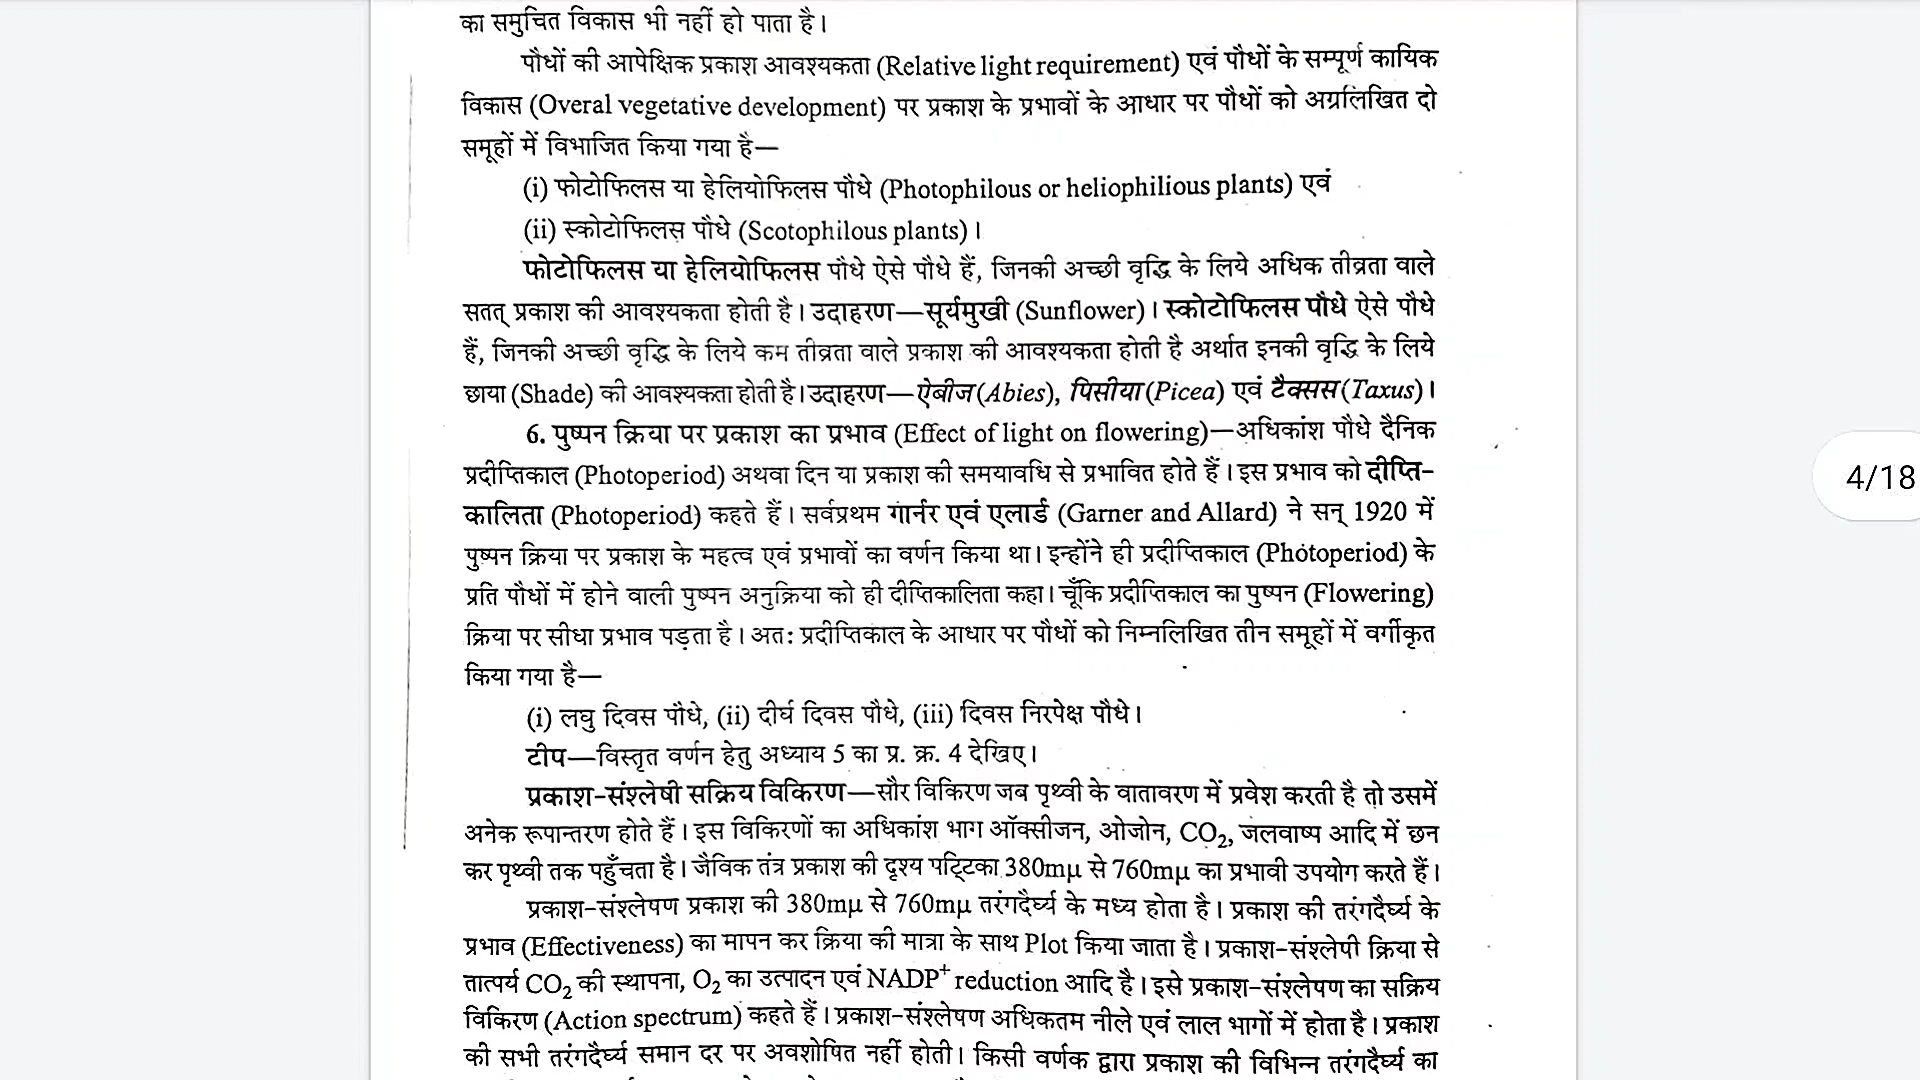 का समुचित विकास भी नहीं हो पाता है।
पौधों की आपेक्षिक प्रकाश आवश्यकता (Relative light requirement) एवं पौधों के सम्पूर्ण कायिक
विकास (Overal vegetative development) पर प्रकाश के प्रभावों के आधार पर पौधों को अग्रलिखित दो
समूहों में विभाजित किया गया है—
(i) फोटोफिलस या हेलियोफिलस पौधे (Photophilous or heliophilious plants) एवं
(ii) स्कोटोफिलस पौधे (Scotophilous plants)।
फोटोफिलस या हेलियोफिलस पौधे ऐसे पौधे हैं, जिनकी अच्छी वृद्धि के लिये अधिक तीव्रता वाले
सतत् प्रकाश की आवश्यकता होती है। उदाहरण—सूर्यमुखी (Sunflower)। स्कोटोफिलस पौधे ऐसे पौधे
हैं, जिनकी अच्छी वृद्धि के लिये कम तीव्रता वाले प्रकाश की आवश्यकता होती है अर्थात इनकी वृद्धि के लिये
छाया (Shade) की आवश्यकता होती है। उदाहरण—ऐबीज (Abies), पिसीया (Picea) एवं टैक्सस (Taxus)।
6. पुष्पन क्रिया पर प्रकाश का प्रभाव (Effect of light on flowering)—अधिकांश पौधे दैनिक
प्रदीप्तिकाल (Photoperiod) अथवा दिन या प्रकाश की समयावधि से प्रभावित होते हैं। इस प्रभाव को दीप्ति-
कालिता (Photoperiod) कहते हैं। सर्वप्रथम गार्नर एवं एलार्ड (Garner and Allard) ने सन् 1920 में
पुष्पन क्रिया पर प्रकाश के महत्व एवं प्रभावों का वर्णन किया था। इन्होंने ही प्रदीप्तिकाल (Photoperiod) के
प्रति पौधों में होने वाली पुष्पन अनुक्रिया को ही दीप्तिकालिता कहा। चूँकि प्रदीप्तिकाल का पुष्पन (Flowering)
क्रिया पर सीधा प्रभाव पड़ता है। अत: प्रदीप्तिकाल के आधार पर पौधों को निम्नलिखित तीन समूहों में वर्गीकृत
किया गया है—
(i) लघु दिवस पौधे, (ii) दीर्घ दिवस पौधे, (iii) दिवस निरपेक्ष पौधे।
टीप—विस्तृत वर्णन हेतु अध्याय 5 का प्र. क्र. 4 देखिए।
प्रकाश-संश्लेषी सक्रिय विकिरण—सौर विकिरण जब पृथ्वी के वातावरण में प्रवेश करती है तो उसमें
अनेक रूपान्तरण होते हैं। इस विकिरणों का अधिकांश भाग ऑक्सीजन, ओजोन, CO₂, जलवाष्प आदि में छन
कर पृथ्वी तक पहुँचता है। जैविक तंत्र प्रकाश की दृश्य पट्टिका 380mμ से 760mμ का प्रभावी उपयोग करते हैं।
प्रकाश-संश्लेषण प्रकाश की 380mμ से 760mμ तरंगदैर्घ्य के मध्य होता है। प्रकाश की तरंगदैर्घ्य के
प्रभाव (Effectiveness) का मापन कर क्रिया की मात्रा के साथ Plot किया जाता है। प्रकाश-संश्लेषी क्रिया से
तात्पर्य CO₂ की स्थापना, O₂ का उत्पादन एवं NADP⁺ reduction आदि है। इसे प्रकाश-संश्लेषण का सक्रिय
विकिरण (Action spectrum) कहते हैं। प्रकाश-संश्लेषण अधिकतम नीले एवं लाल भागों में होता है। प्रकाश
की सभी तरंगदैर्घ्य समान दर पर अवशोषित नहीं होती। किसी वर्णक द्वारा प्रकाश की विभिन्न तरंगदैर्घ्य का
4/18